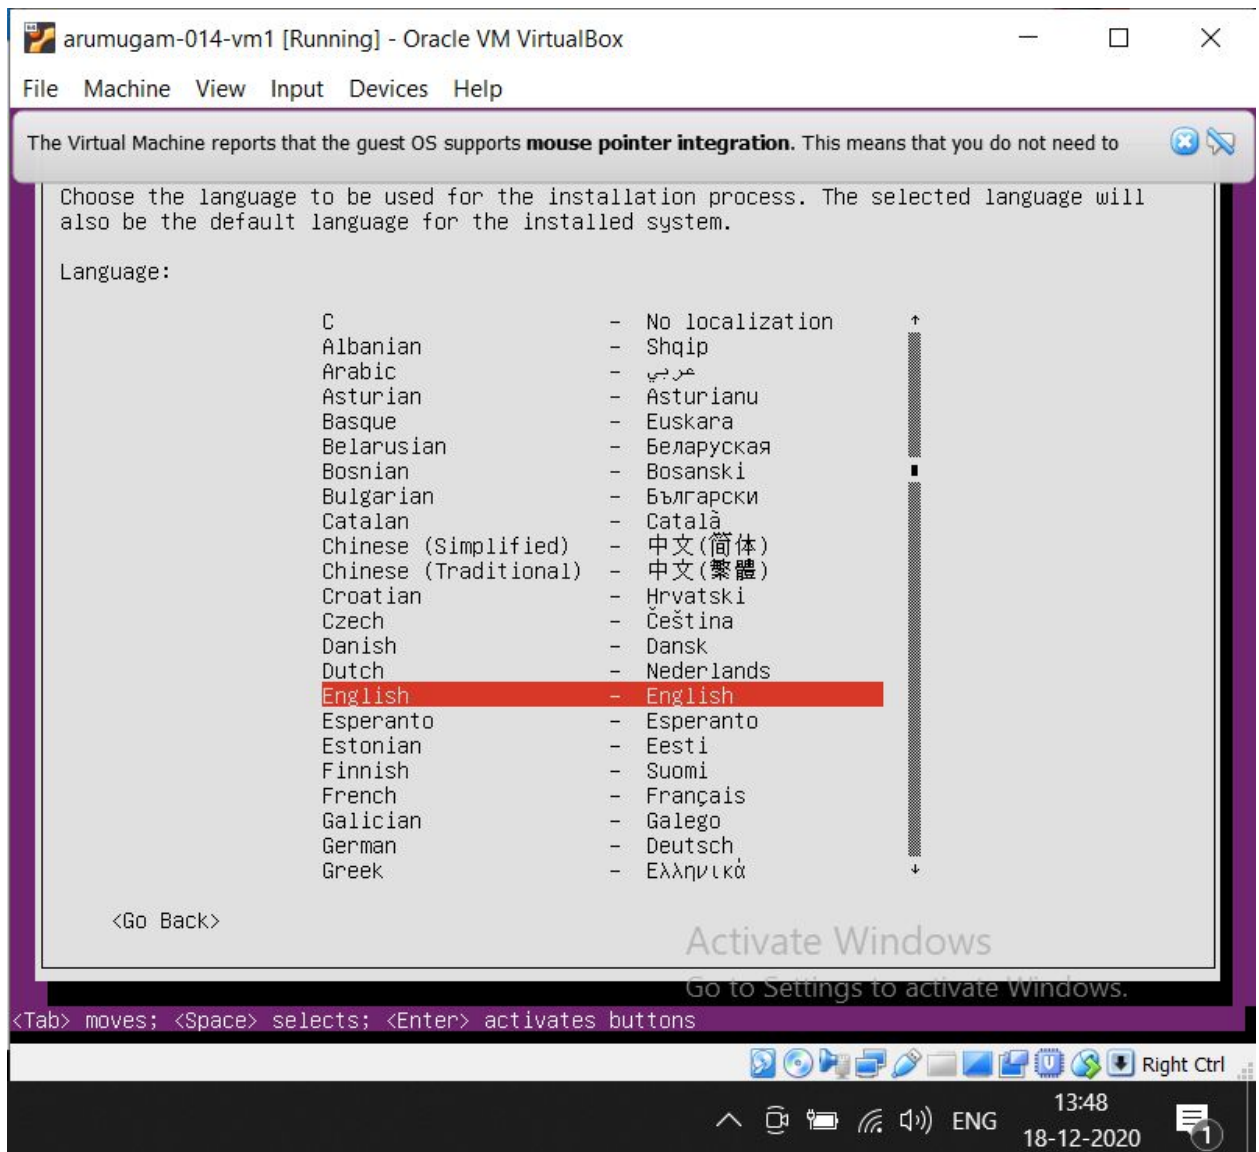 arumugam-014-vm1 [Running] - Oracle VM VirtualBox
File Machine View Input Devices Help
The Virtual Machine reports that the guest OS supports mouse pointer integration. This means that you do not need to
Choose the language to be used for the installation process. The selected language will
also be the default language for the installed system.
Language:
C - No localization
Albanian - Shqip
Arabic - عربي
Asturian - Asturianu
Basque - Euskara
Belarusian - Беларуская
Bosnian - Bosanski
Bulgarian - Български
Catalan - Català
Chinese (Simplified) - 中文(简体)
Chinese (Traditional) - 中文(繁體)
Croatian - Hrvatski
Czech - Čeština
Danish - Dansk
Dutch - Nederlands
English - English
Esperanto - Esperanto
Estonian - Eesti
Finnish - Suomi
French - Français
Galician - Galego
German - Deutsch
Greek - Ελληνικά
<Go Back>
Activate Windows
Go to Settings to activate Windows.
<Tab> moves; <Space> selects; <Enter> activates buttons
Right Ctrl
ENG
13:48
18-12-2020
1